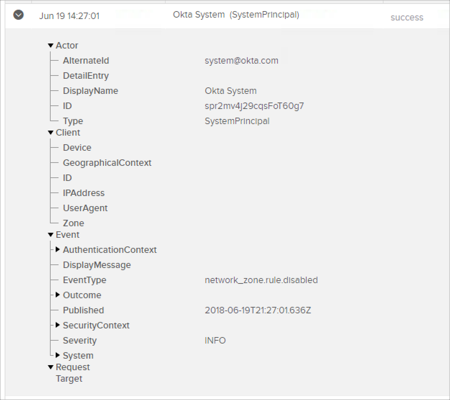 Jun 19 14:27:01 Okta System (SystemPrincipal) success
Actor
AlternateId system@okta.com
DetailEntry
DisplayName Okta System
ID spr2mv4j29cqsFoT60g7
Type SystemPrincipal
Client
Device
GeographicalContext
ID
IPAddress
UserAgent
Zone
Event
AuthenticationContext
DisplayMessage
EventType network_zone.rule.disabled
Outcome
Published 2018-06-19T21:27:01.636Z
SecurityContext
Severity INFO
System
Request
Target